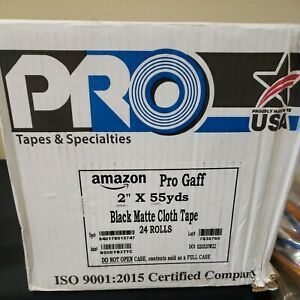 PRO
Tapes & Specialties
PROUDLY MADE IN
USA
amazon Pro Gaff
2" X 55yds
Black Matte Cloth Tape
24 ROLLS
DO NOT OPEN CASE, contents sold as a FULL CASE
ISO 9001:2015 Certified Company